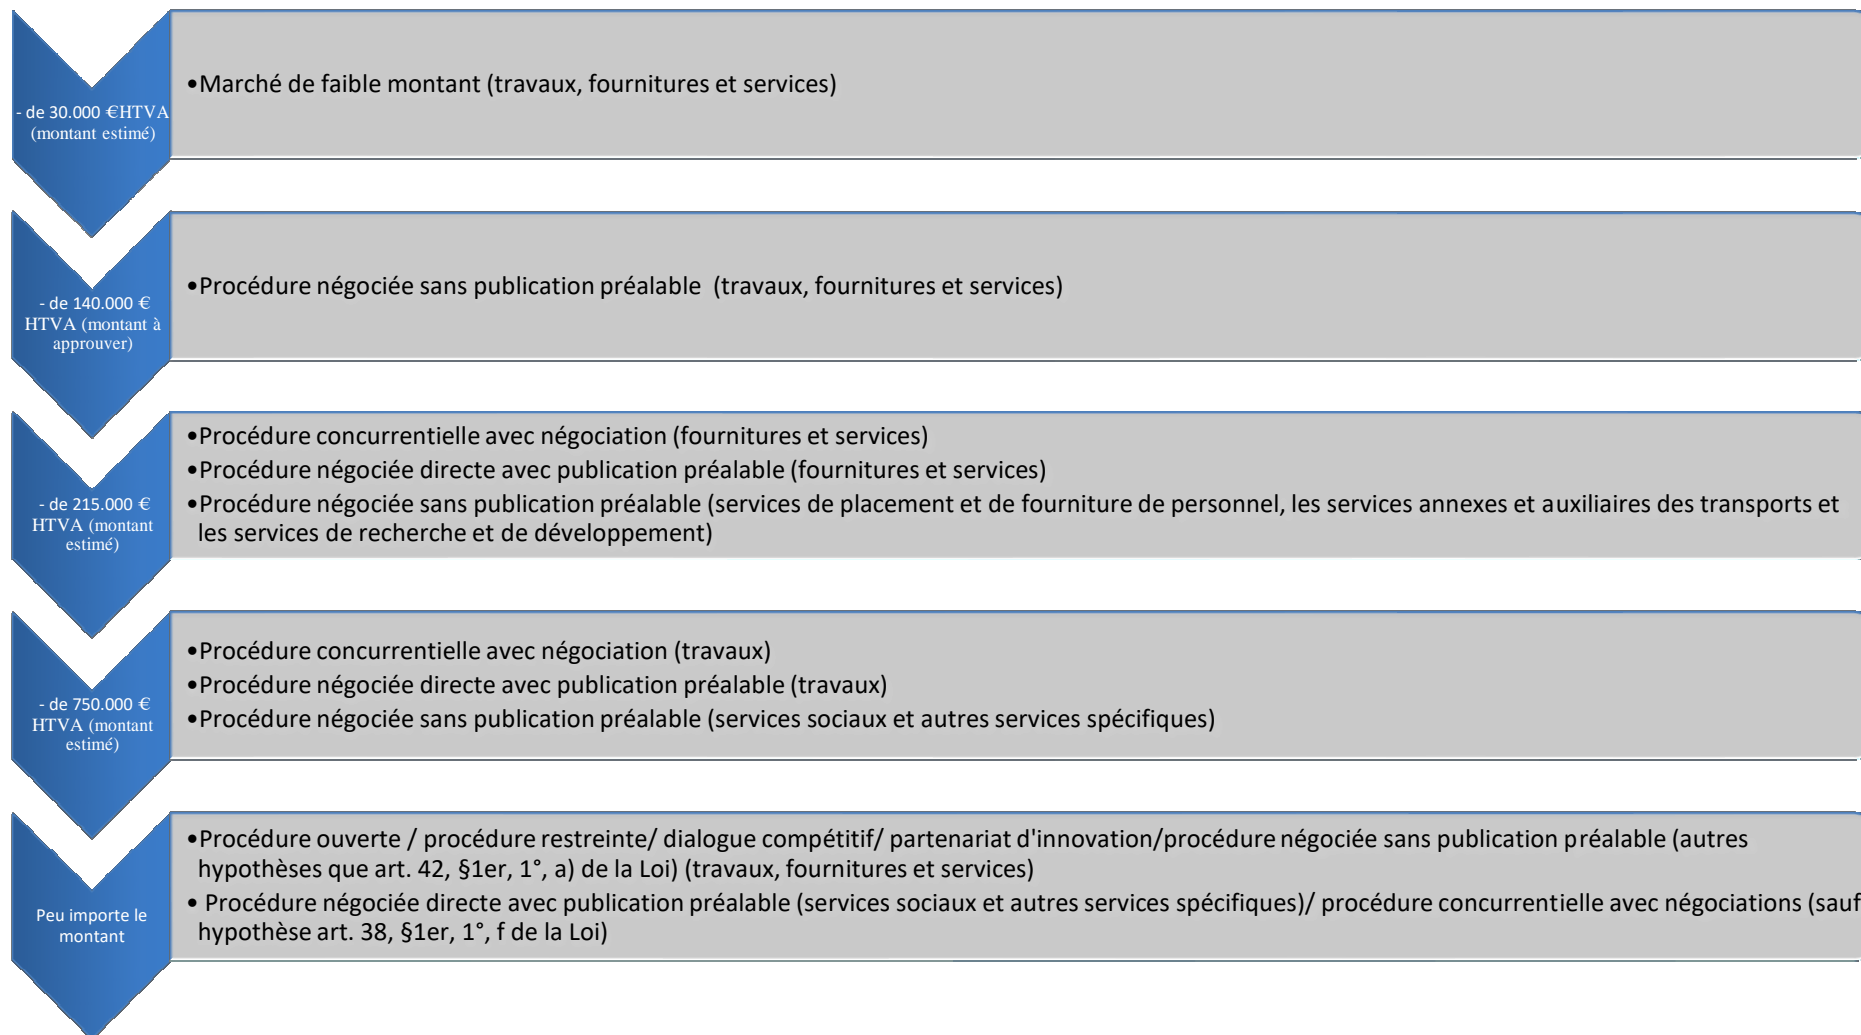 - de 30.000 €HTVA
(montant estimé)
•Marché de faible montant (travaux, fournitures et services)
- de 140.000 €
HTVA (montant à
approuver)
•Procédure négociée sans publication préalable (travaux, fournitures et services)
- de 215.000 €
HTVA (montant
estimé)
•Procédure concurrentielle avec négociation (fournitures et services)
•Procédure négociée directe avec publication préalable (fournitures et services)
•Procédure négociée sans publication préalable (services de placement et de fourniture de personnel, les services annexes et auxiliaires des transports et
les services de recherche et de développement)
- de 750.000 €
HTVA (montant
estimé)
•Procédure concurrentielle avec négociation (travaux)
•Procédure négociée directe avec publication préalable (travaux)
•Procédure négociée sans publication préalable (services sociaux et autres services spécifiques)
Peu importe le
montant
•Procédure ouverte / procédure restreinte/ dialogue compétitif/ partenariat d'innovation/procédure négociée sans publication préalable (autres
hypothèses que art. 42, §1er, 1°, a) de la Loi) (travaux, fournitures et services)
• Procédure négociée directe avec publication préalable (services sociaux et autres services spécifiques)/ procédure concurrentielle avec négociations (sauf
hypothèse art. 38, §1er, 1°, f de la Loi)